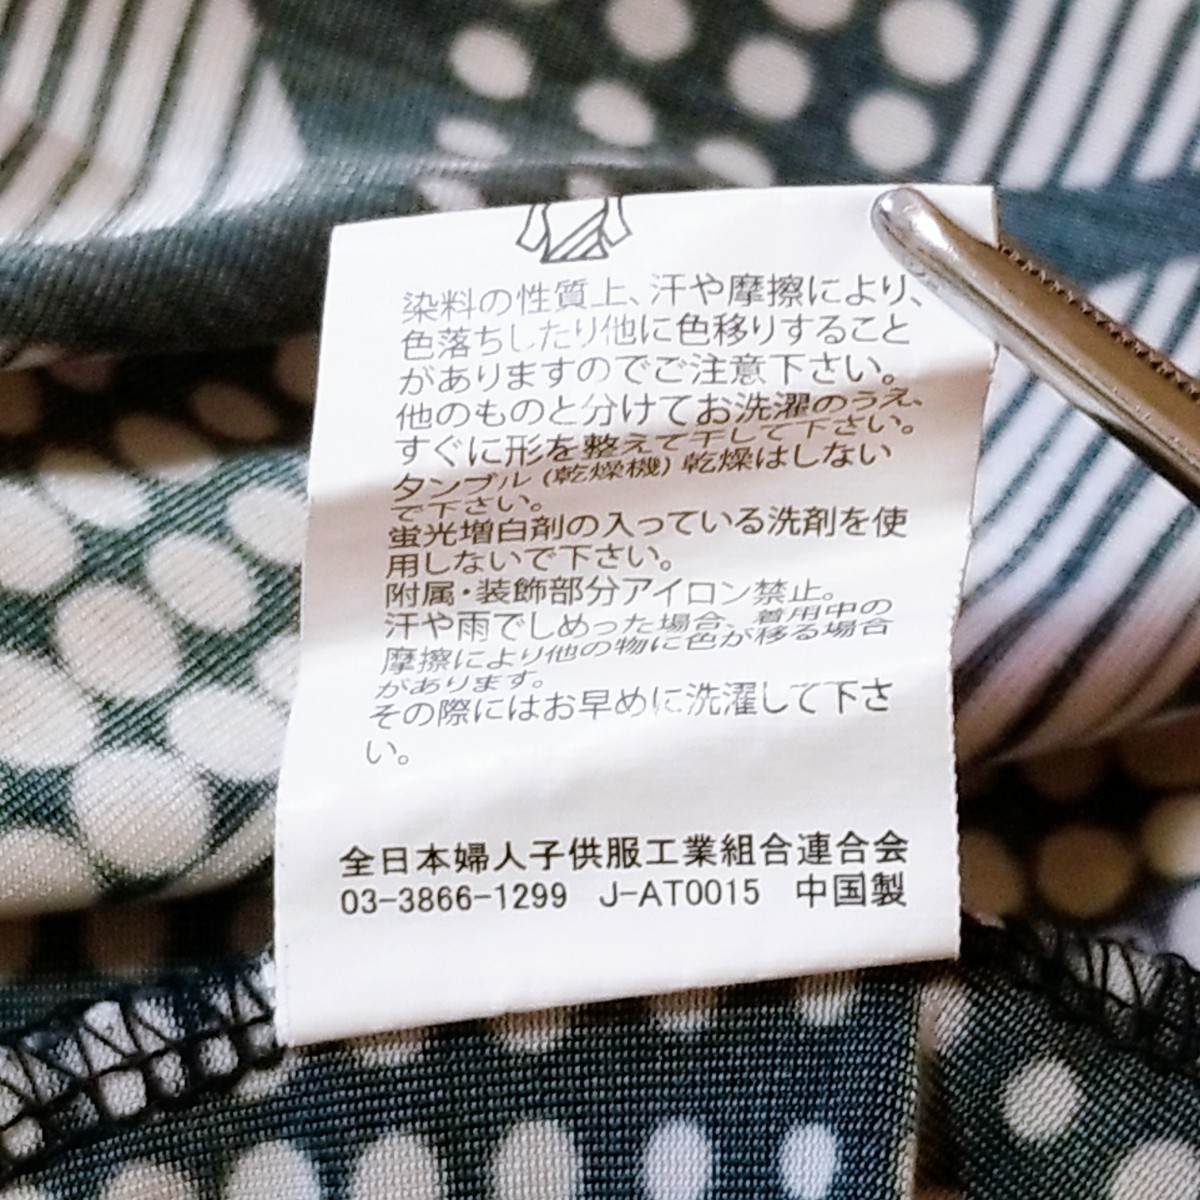 染料の性質上、汗や摩擦により、
色落ちしたり他に色移りすること
がありますのでご注意下さい。
他のものと分けてお洗濯のうえ、
すぐに形を整えて干して下さい。
タンブル(乾燥機)乾燥はしない
で下さい。
蛍光増白剤の入っている洗剤を使
用しないで下さい。
附属・装飾部分アイロン禁止。
汗や雨でしめった場合、着用中の
摩擦により他の物に色が移る場合
があります。
その際にはお早めに洗濯して下さ
い。
全日本婦人子供服工業組合連合会
03-3866-1299 J-AT0015 中国製